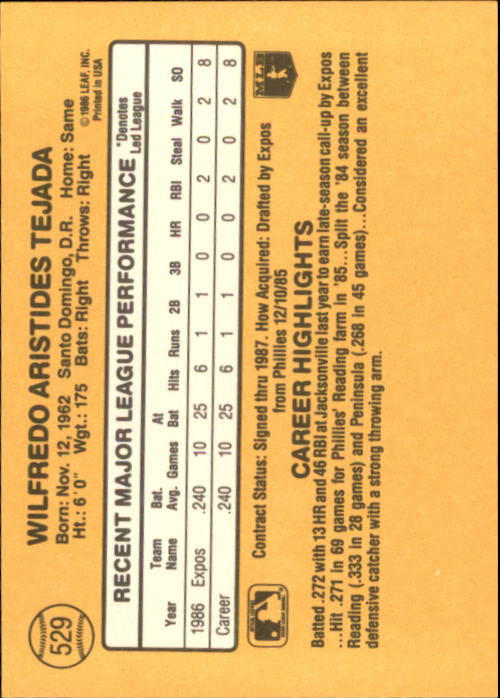 529
WILFREDO ARISTIDES TEJADA
Born: Nov. 12, 1962 Santo Domingo, D.R. Home: Same
Ht.: 6'0" Wgt.: 175 Bats: Right Throws: Right
© 1986 LEAF, INC.
Printed in USA
RECENT MAJOR LEAGUE PERFORMANCE *Denotes Led League
Year Team Name Bat. Avg. Games At Bat Hits Runs 2B 3B HR RBI Steal Walk SO
1986 Expos .240 10 25 6 1 1 0 0 2 0 2 8
Career .240 10 25 6 1 1 0 0 2 0 2 8
Contract Status: Signed thru 1987. How Acquired: Drafted by Expos
from Phillies 12/10/85
MLB
CAREER HIGHLIGHTS
Batted .272 with 13 HR and 46 RBI at Jacksonville last year to earn late-season call-up by Expos
...Hit .271 in 69 games for Phillies' Reading farm in '85...Split the '84 season between
Reading (.333 in 28 games) and Peninsula (.268 in 45 games)...Considered an excellent
defensive catcher with a strong throwing arm.